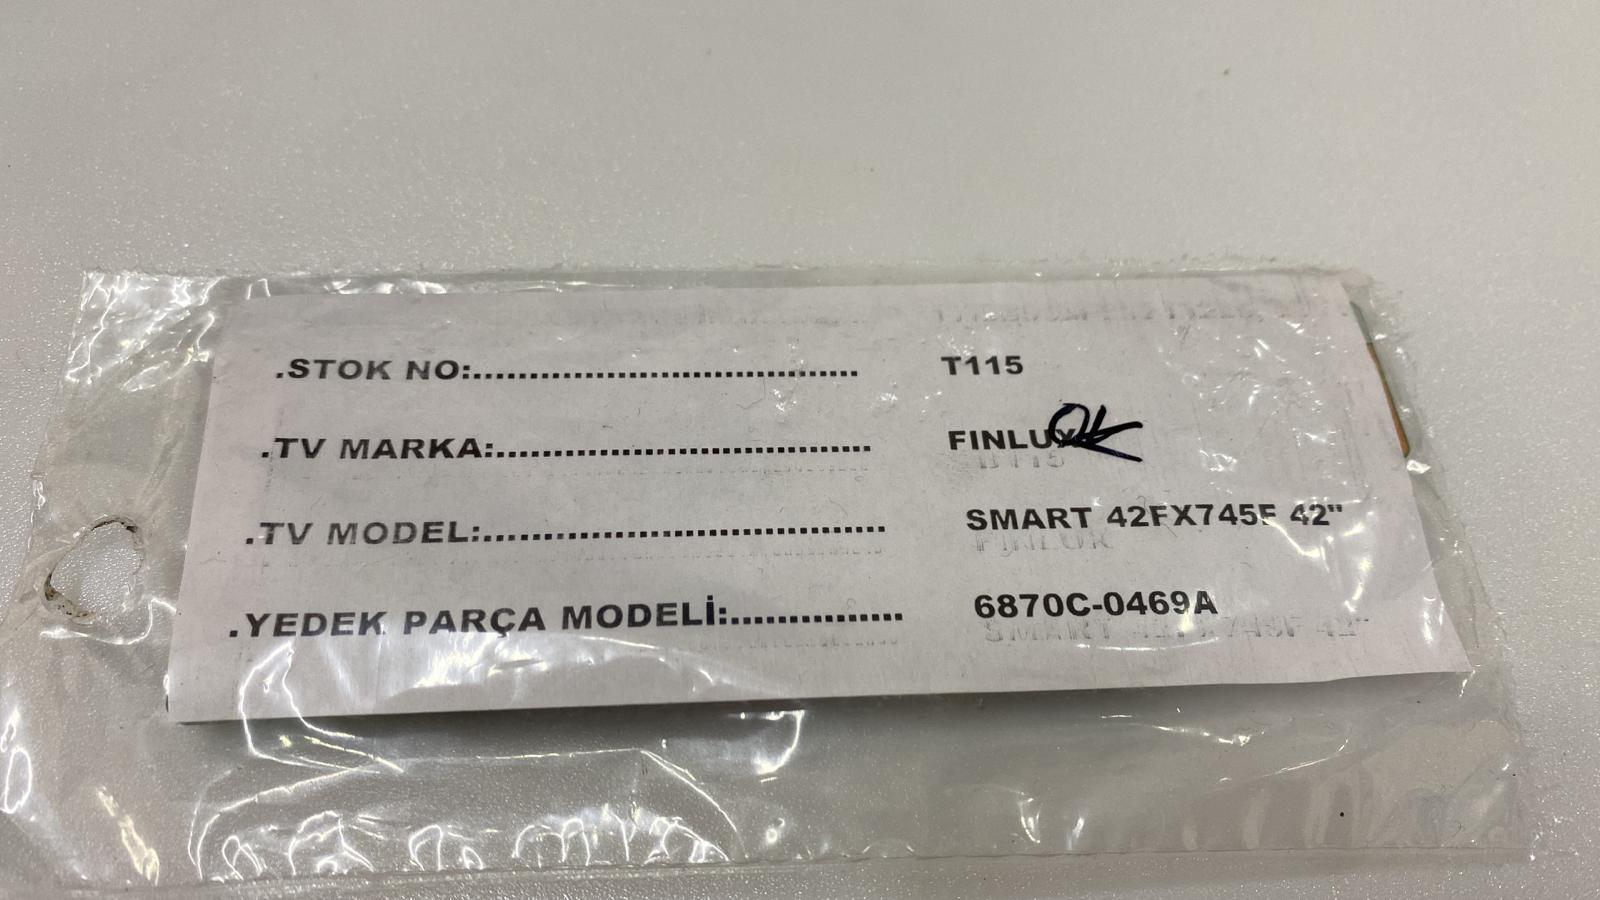 .STOK NO:.................................. T115
.TV MARKA:................................. FINLUX OK
.TV MODEL:................................... SMART 42FX745F 42"
.YEDEK PARÇA MODELİ:............... 6870C-0469A